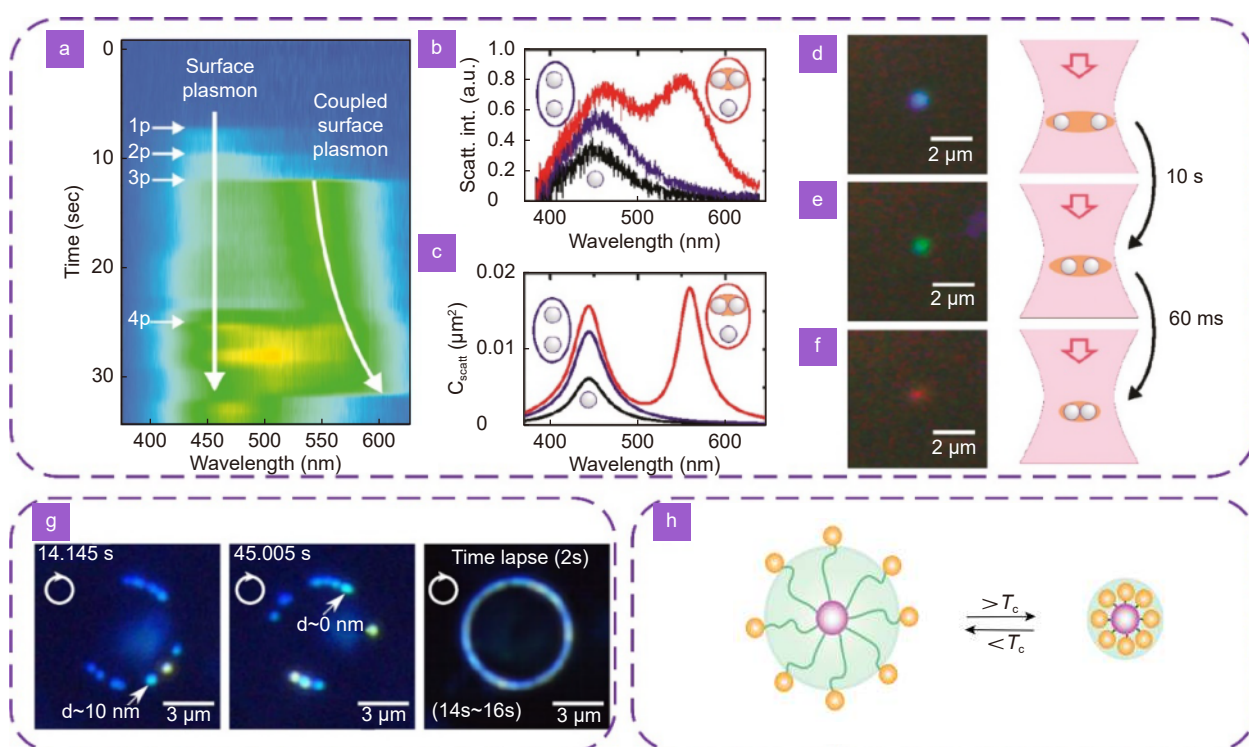 a
0
10
20
30
Time (sec)
Surface
plasmon
Coupled
surface
plasmon
1p
2p
3p
4p
400
450
500
550
600
Wavelength (nm)
b
1.0
0.8
0.6
0.4
0.2
0
Scatt. int. (a.u.)
400
500
600
Wavelength (nm)
c
0.02
0.01
0
C_scatt (μm²)
400
500
600
Wavelength (nm)
d
2 μm
e
2 μm
f
2 μm
10 s
60 ms
g
14.145 s
d~10 nm
3 μm
45.005 s
d~0 nm
3 μm
Time lapse (2s)
(14s~16s)
3 μm
h
>T_c
<T_c